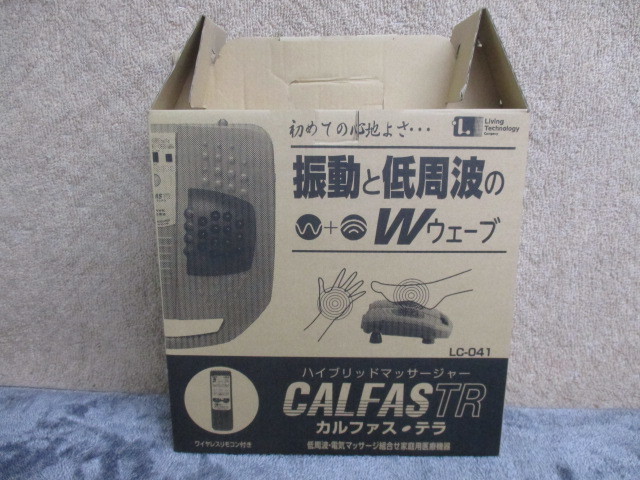 初めての心地よさ・・・
L.
Living
Technology
Company
振動と低周波の
W+ Wウェーブ
LC-041
ハイブリッドマッサージャー
CALFASTR
カルファス・テラ
ワイヤレスリモコン付き
低周波・電気マッサージ組合せ家庭用医療機器